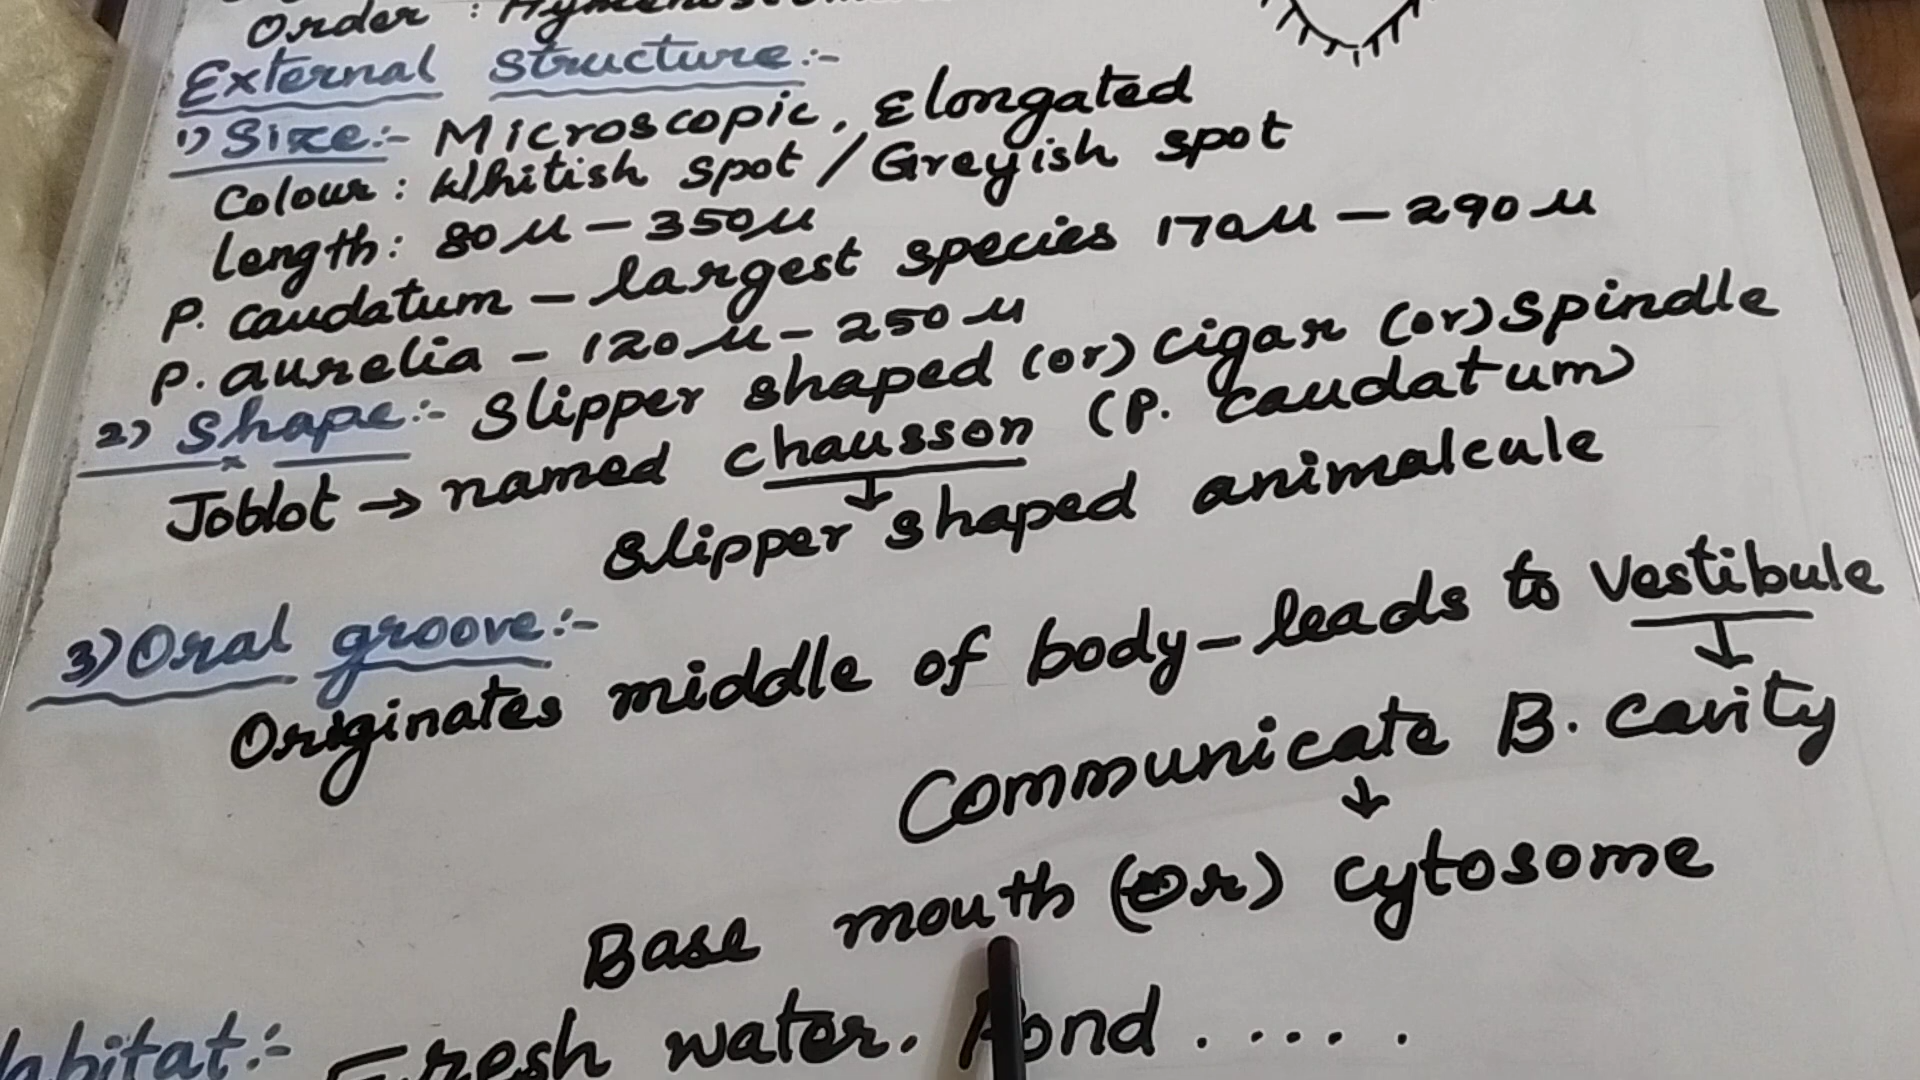 Order :
External structure:-
1) Size:- Microscopic, Elongated
Colour: Whitish spot / Greyish spot
length: 80 µ - 350 µ
P. caudatum - largest species 170 µ - 290 µ
P. aurelia - 120 µ - 250 µ
2) Shape:- Slipper shaped (or) cigar (or) spindle
Joblot → named chausson (P. caudatum)
↓
Slipper shaped animalcule
3) Oral groove:-
Originates middle of body - leads to vestibule
↓
Communicate B. cavity
↓
Base mouth (or) cytosome
Habitat:- Fresh water. Pond . . . . .